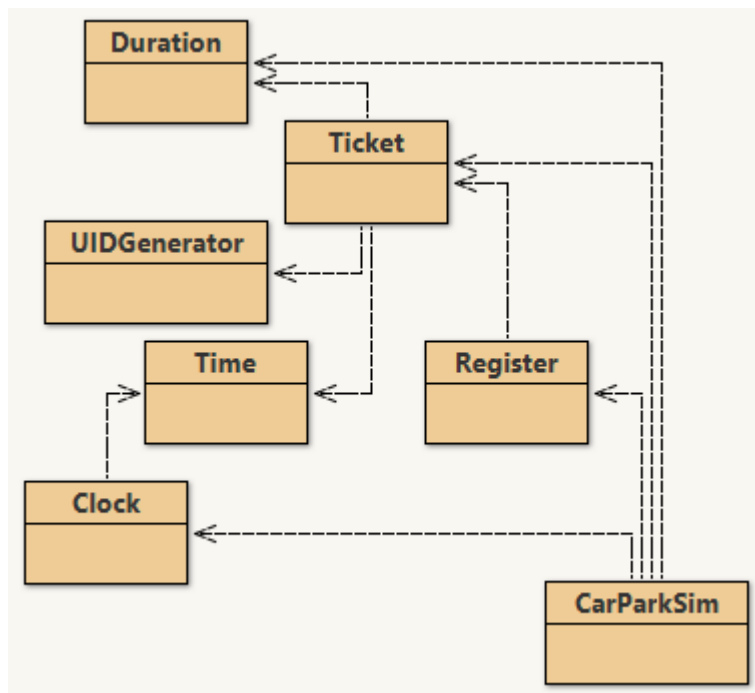 Duration
Ticket
UIDGenerator
Time
Register
Clock
CarParkSim